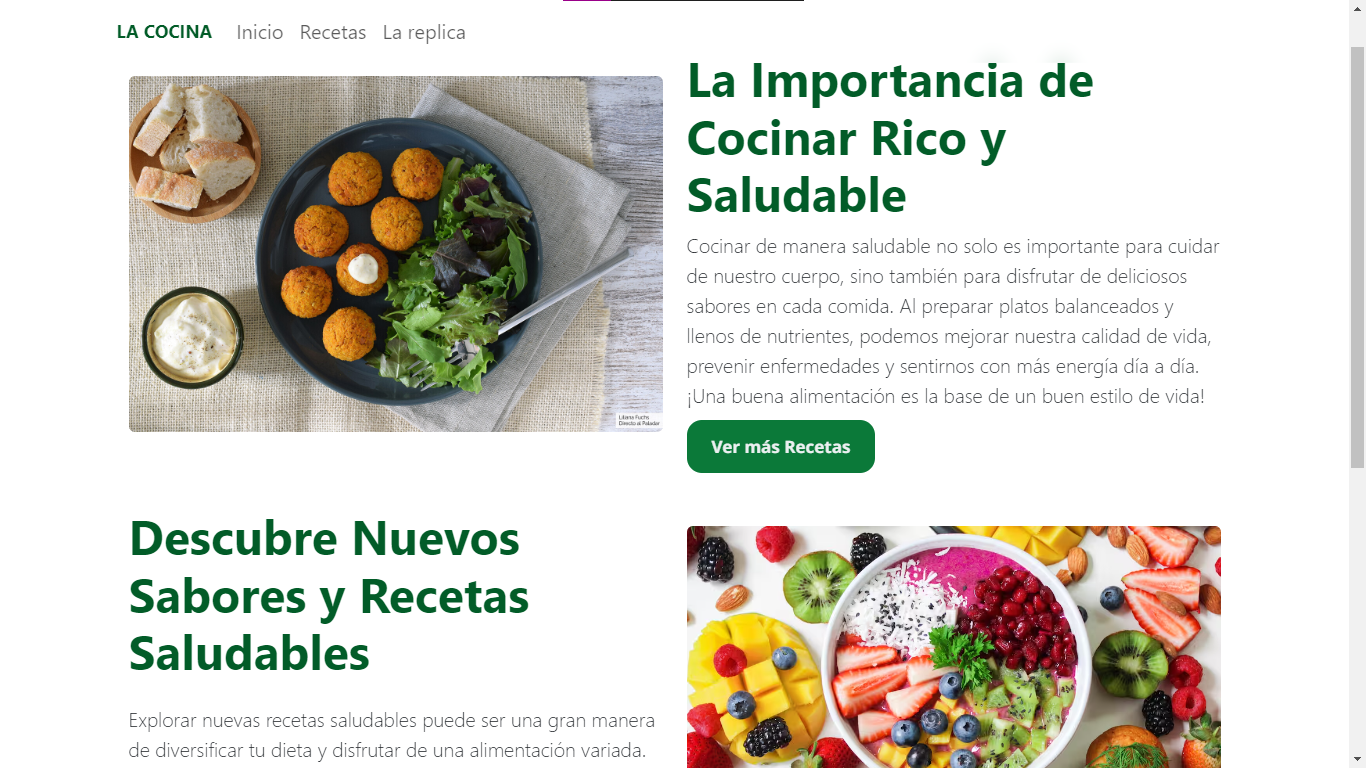 LA COCINA Inicio Recetas La replica
La Importancia de
Cocinar Rico y
Saludable
Cocinar de manera saludable no solo es importante para cuidar
de nuestro cuerpo, sino también para disfrutar de deliciosos
sabores en cada comida. Al preparar platos balanceados y
llenos de nutrientes, podemos mejorar nuestra calidad de vida,
prevenir enfermedades y sentirnos con más energía día a día.
¡Una buena alimentación es la base de un buen estilo de vida!
Ver más Recetas
Liliana Fuchs
Directo al Paladar
Descubre Nuevos
Sabores y Recetas
Saludables
Explorar nuevas recetas saludables puede ser una gran manera
de diversificar tu dieta y disfrutar de una alimentación variada.